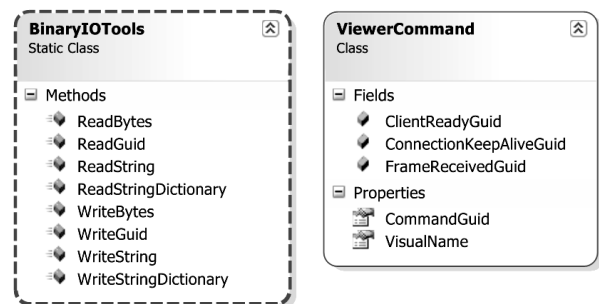 BinaryIOTools
Static Class
Methods
ReadBytes
ReadGuid
ReadString
ReadStringDictionary
WriteBytes
WriteGuid
WriteString
WriteStringDictionary
ViewerCommand
Class
Fields
ClientReadyGuid
ConnectionKeepAliveGuid
FrameReceivedGuid
Properties
CommandGuid
VisualName